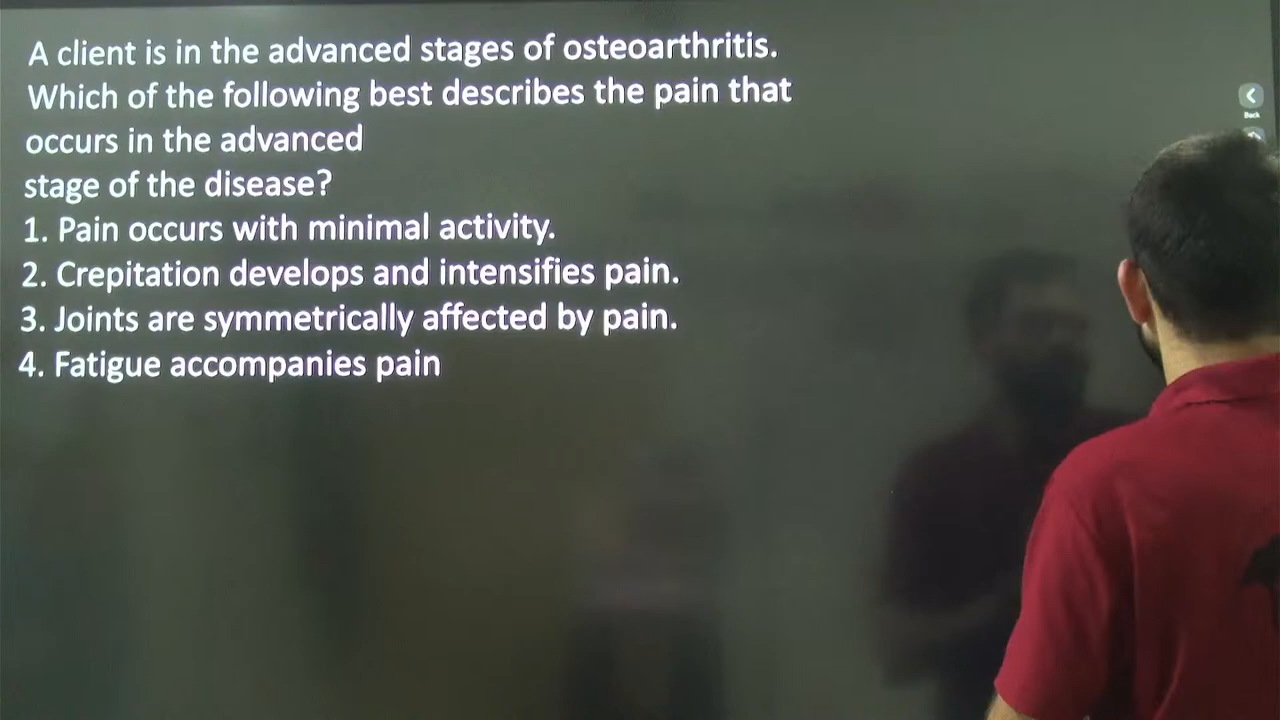 A client is in the advanced stages of osteoarthritis.
Which of the following best describes the pain that
occurs in the advanced
stage of the disease?
1. Pain occurs with minimal activity.
2. Crepitation develops and intensifies pain.
3. Joints are symmetrically affected by pain.
4. Fatigue accompanies pain
Back